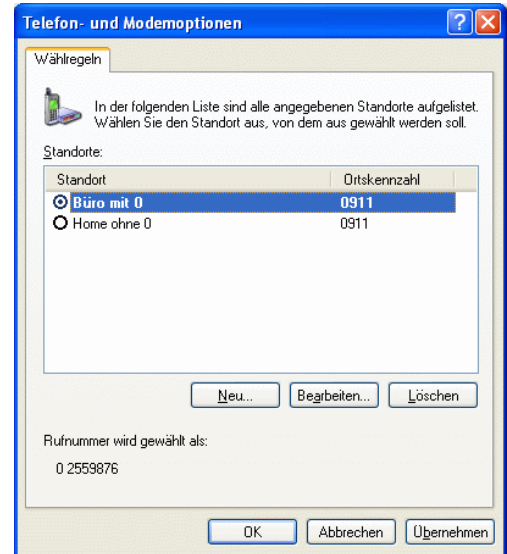 Telefon- und Modemoptionen
Wählregeln
In der folgenden Liste sind alle angegebenen Standorte aufgelistet.
Wählen Sie den Standort aus, von dem aus gewählt werden soll.
Standorte:
Standort Ortskennzahl
Büro mit 0 0911
Home ohne 0 0911
Neu... Bearbeiten... Löschen
Rufnummer wird gewählt als:
0 2559876
OK Abbrechen Übernehmen